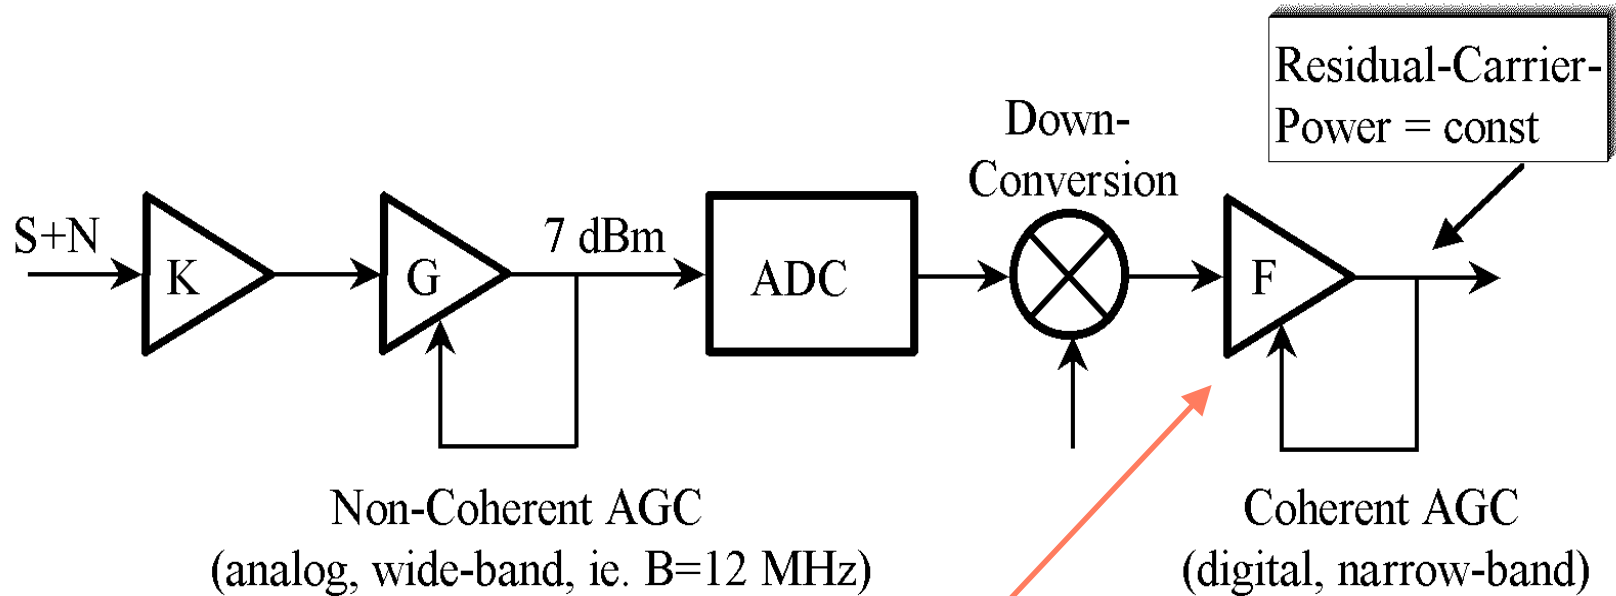 Residual-Carrier-
Power = const
Down-
Conversion
S+N
K
G
7 dBm
ADC
F
Non-Coherent AGC
(analog, wide-band, ie. B=12 MHz)
Coherent AGC
(digital, narrow-band)